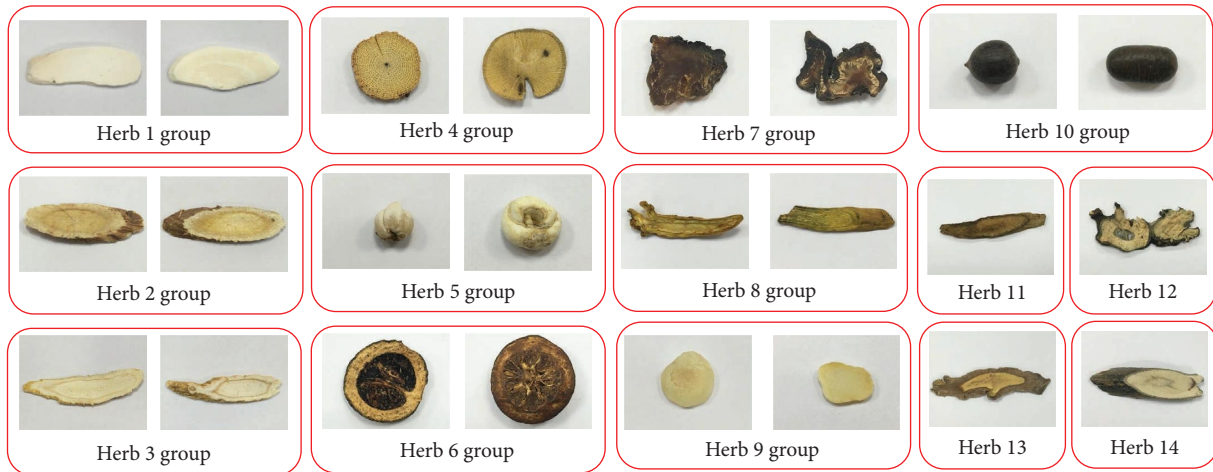 Herb 1 group
Herb 4 group
Herb 7 group
Herb 10 group
Herb 2 group
Herb 5 group
Herb 8 group
Herb 11
Herb 12
Herb 3 group
Herb 6 group
Herb 9 group
Herb 13
Herb 14